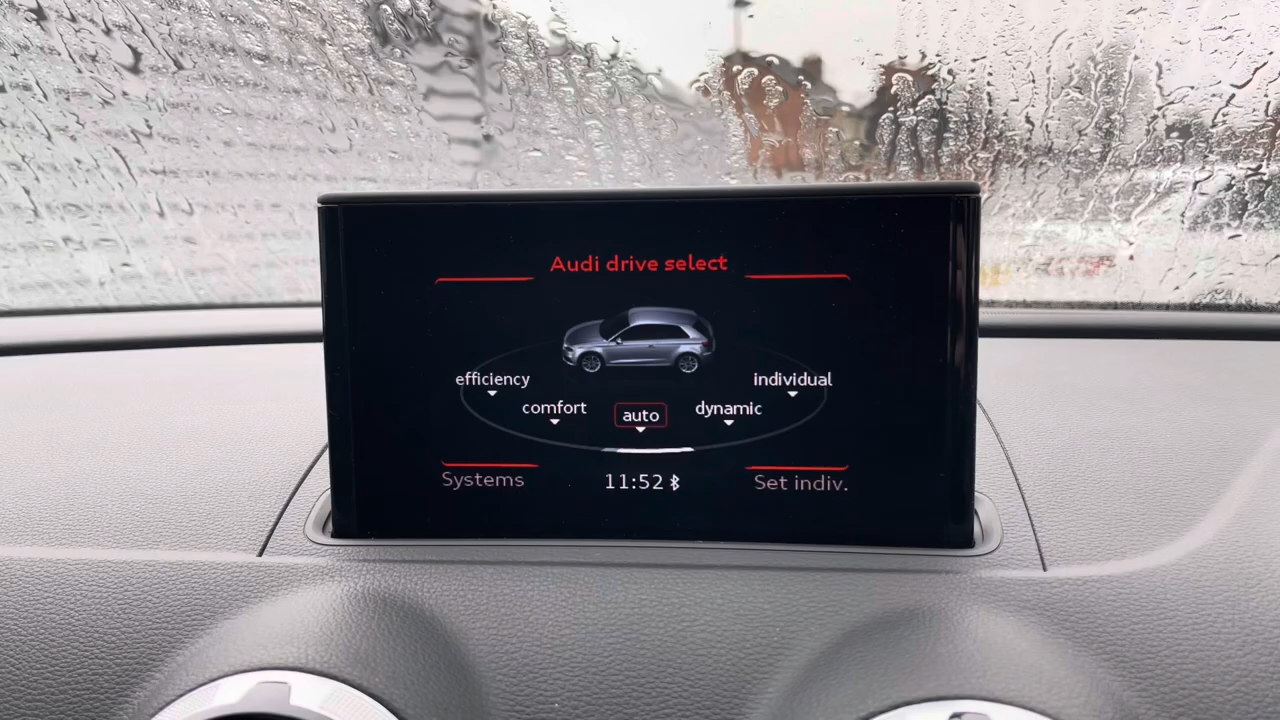 Audi drive select
efficiency
individual
comfort
auto
dynamic
Systems
11:52
Set indiv.